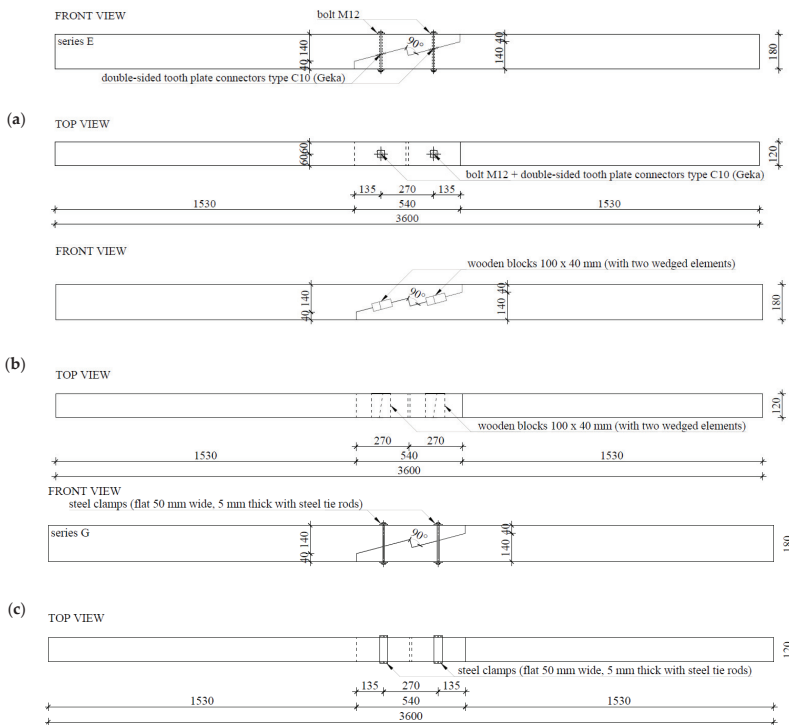 FRONT VIEW
bolt M12
series E
90°
40 140
140 40
180
double-sided tooth plate connectors type C10 (Geka)
(a)
TOP VIEW
60 60
120
bolt M12 + double-sided tooth plate connectors type C10 (Geka)
135 270 135
1530 540 1530
3600
FRONT VIEW
wooden blocks 100 x 40 mm (with two wedged elements)
90°
40 140
140 40
180
(b)
TOP VIEW
120
wooden blocks 100 x 40 mm (with two wedged elements)
270 270
1530 540 1530
3600
FRONT VIEW
steel clamps (flat 50 mm wide, 5 mm thick with steel tie rods)
series G
90°
40 140
140 40
180
(c)
TOP VIEW
120
steel clamps (flat 50 mm wide, 5 mm thick with steel tie rods)
135 270 135
1530 540 1530
3600